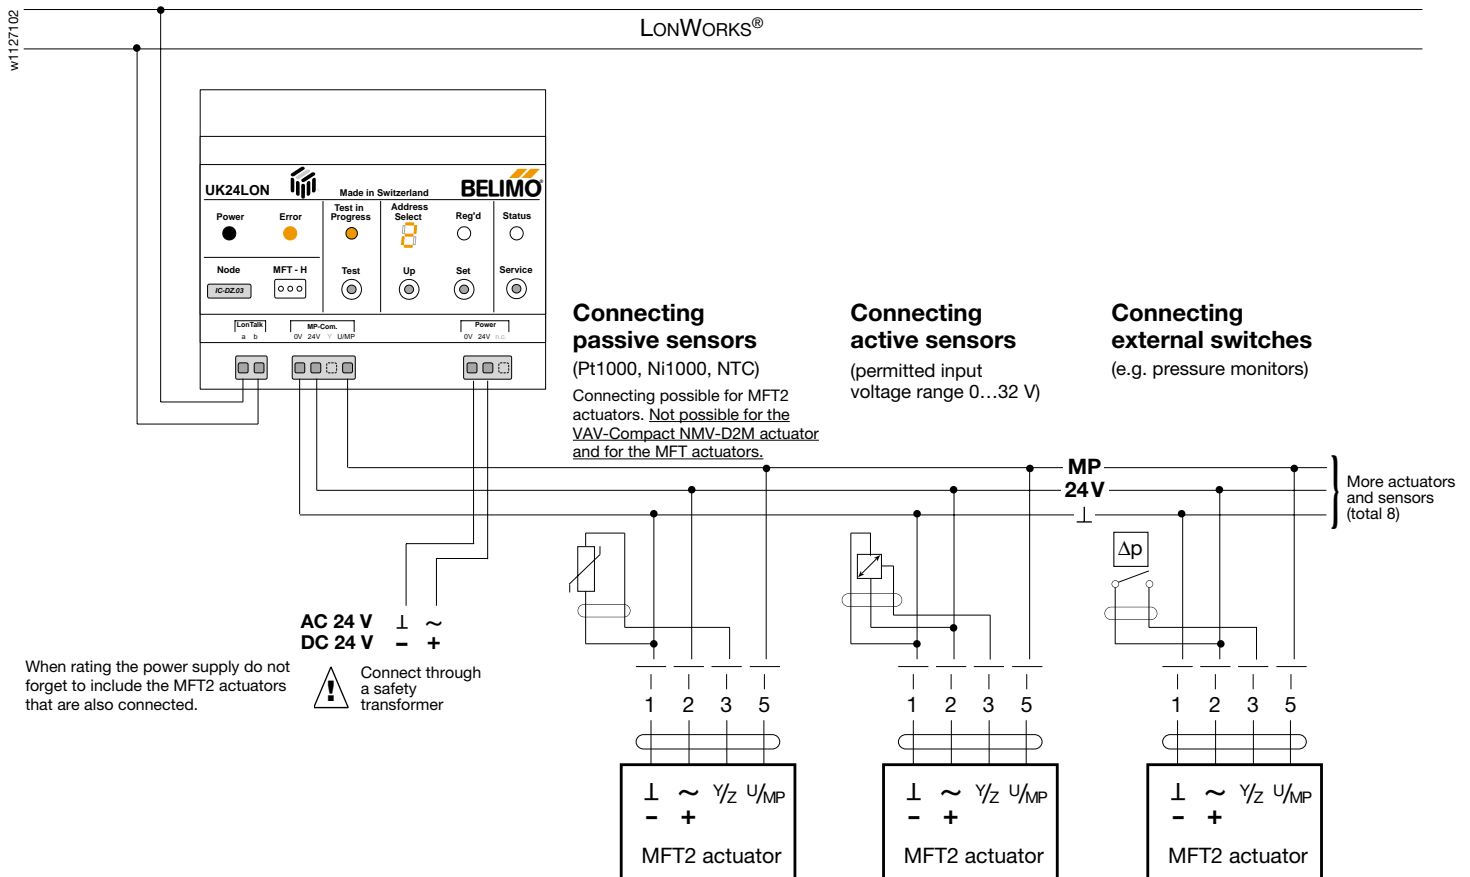 w1127102
LONWORKS®
UK24LON
Made in Switzerland
BELIMO®
Power
Error
Test in
Progress
Address
Select
Reg'd
Status
2
Node
MFT - H
Test
Up
Set
Service
IC-DZ.03
LonTalk
a b
MP-Com.
0V 24V Y U/MP
Power
0V 24V n.c.
Connecting
passive sensors
(Pt1000, Ni1000, NTC)
Connecting possible for MFT2
actuators. Not possible for the
VAV-Compact NMV-D2M actuator
and for the MFT actuators.
Connecting
active sensors
(permitted input
voltage range 0…32 V)
Connecting
external switches
(e.g. pressure monitors)
MP
24V
⊥
More actuators
and sensors
(total 8)
Δp
AC 24 V ⊥ ~
DC 24 V – +
When rating the power supply do not
forget to include the MFT2 actuators
that are also connected.
!
Connect through
a safety
transformer
1 2 3 5
⊥ ~ Y/Z U/MP
– +
MFT2 actuator
1 2 3 5
⊥ ~ Y/Z U/MP
– +
MFT2 actuator
1 2 3 5
⊥ ~ Y/Z U/MP
– +
MFT2 actuator